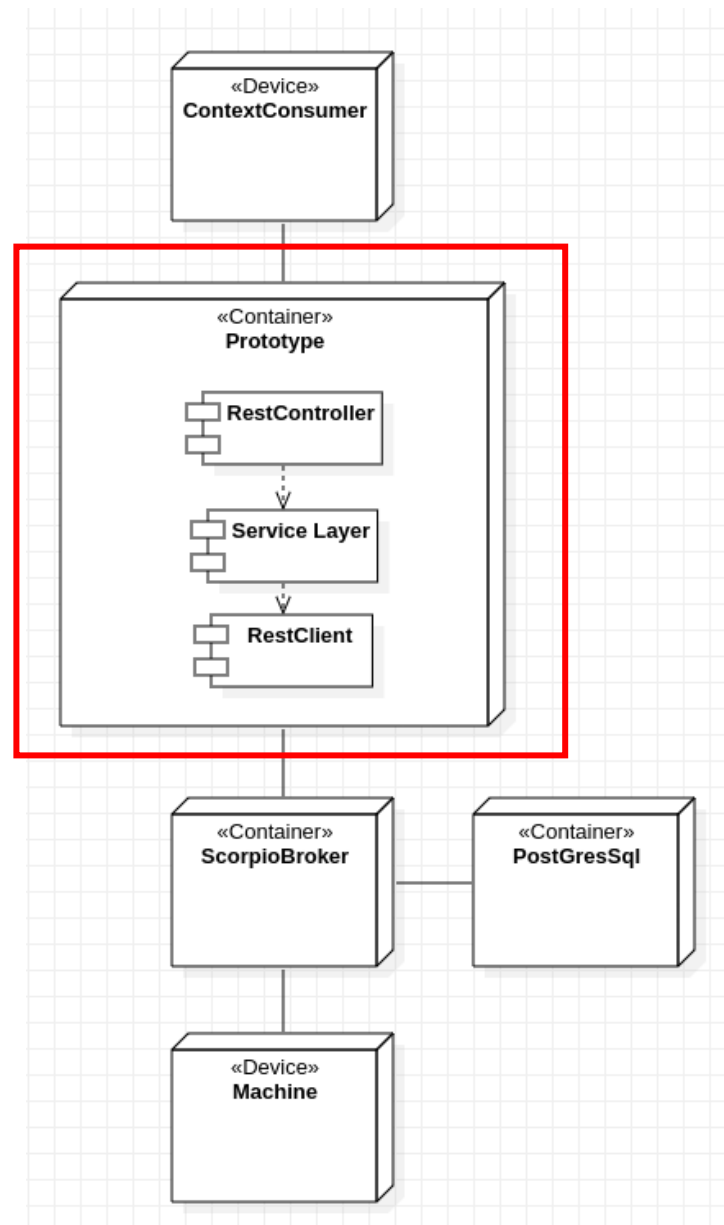 «Device»
ContextConsumer
«Container»
Prototype
RestController
Service Layer
RestClient
«Container»
ScorpioBroker
«Container»
PostGresSql
«Device»
Machine